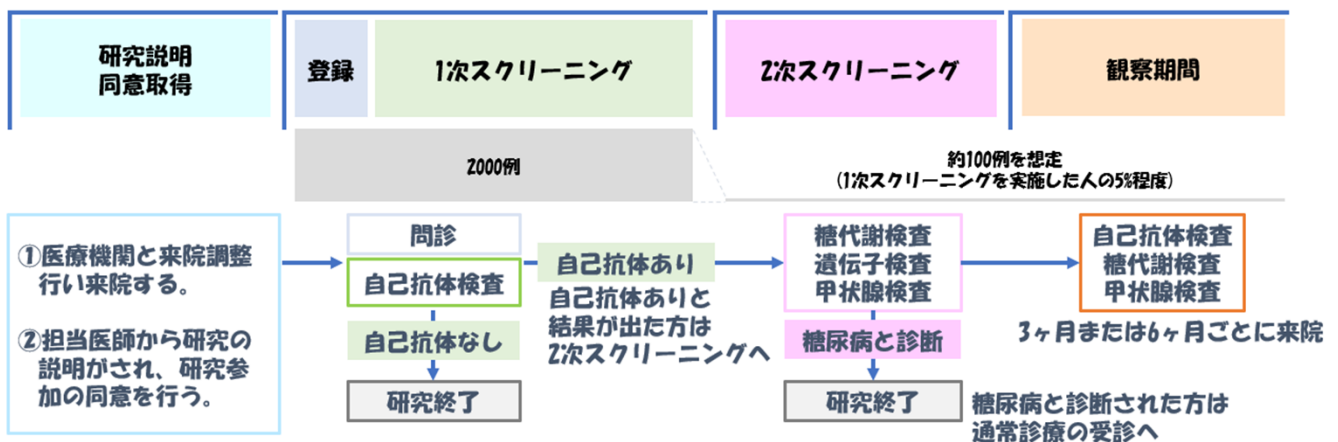 研究説明
同意取得
登録
1次スクリーニング
2次スクリーニング
観察期間
2000例
約100例を想定
(1次スクリーニングを実施した人の5%程度)
①医療機関と来院調整
行い来院する。
②担当医師から研究の
説明がされ、研究参
加の同意を行う。
問診
自己抗体検査
自己抗体なし
研究終了
自己抗体あり
自己抗体ありと
結果が出た方は
2次スクリーニングへ
糖代謝検査
遺伝子検査
甲状腺検査
糖尿病と診断
研究終了
糖尿病と診断された方は
通常診療の受診へ
自己抗体検査
糖代謝検査
甲状腺検査
3ヶ月または6ヶ月ごとに来院